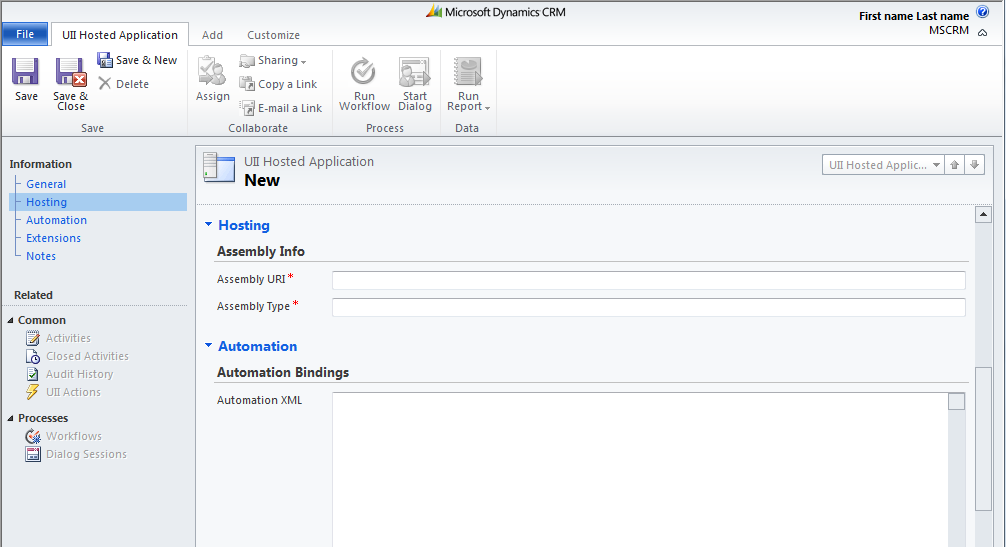 Microsoft Dynamics CRM
First name Last name
MSCRM
File
UII Hosted Application
Add
Customize
Save
Save &
Close
Save & New
Delete
Save
Assign
Sharing
Copy a Link
E-mail a Link
Collaborate
Run
Workflow
Start
Dialog
Process
Run
Report
Data
Information
General
Hosting
Automation
Extensions
Notes
Related
Common
Activities
Closed Activities
Audit History
UII Actions
Processes
Workflows
Dialog Sessions
UII Hosted Application
New
UII Hosted Applic...
Hosting
Assembly Info
Assembly URI *
Assembly Type *
Automation
Automation Bindings
Automation XML